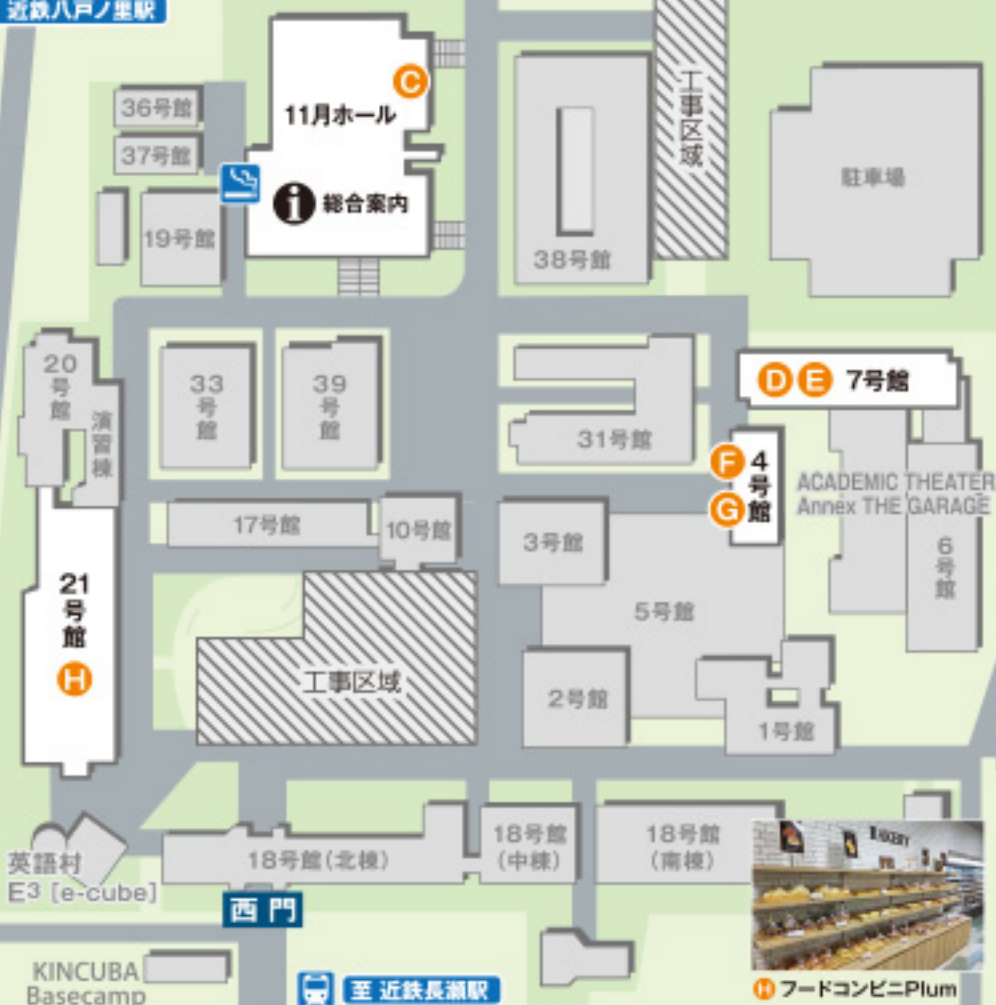 近鉄八戸ノ里駅
C
11月ホール
i 総合案内
36号館
37号館
19号館
38号館
工事区域
駐車場
20号館
演習棟
33号館
39号館
31号館
D E 7号館
F 4号館
G
ACADEMIC THEATER
Annex THE GARAGE
6号館
17号館
10号館
3号館
5号館
21号館
H
工事区域
2号館
1号館
英語村
E³ [e-cube]
18号館(北棟)
18号館
(中棟)
18号館
(南棟)
BAKERY
西門
KINCUBA
Basecamp
至 近鉄長瀬駅
H フードコンビニPlum